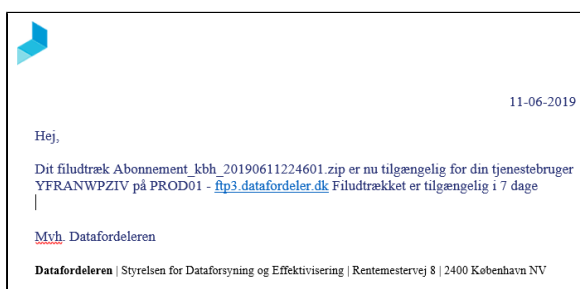 11-06-2019
Hej,
Dit filudtræk Abonnement_kbh_20190611224601.zip er nu tilgængelig for din tjenestebruger
YFRANWPZIV på PROD01 - ftp3.datafordeler.dk Filudtrækket er tilgængelig i 7 dage
Mvh. Datafordeleren
Datafordeleren | Styrelsen for Dataforsyning og Effektivisering | Rentemestervej 8 | 2400 København NV